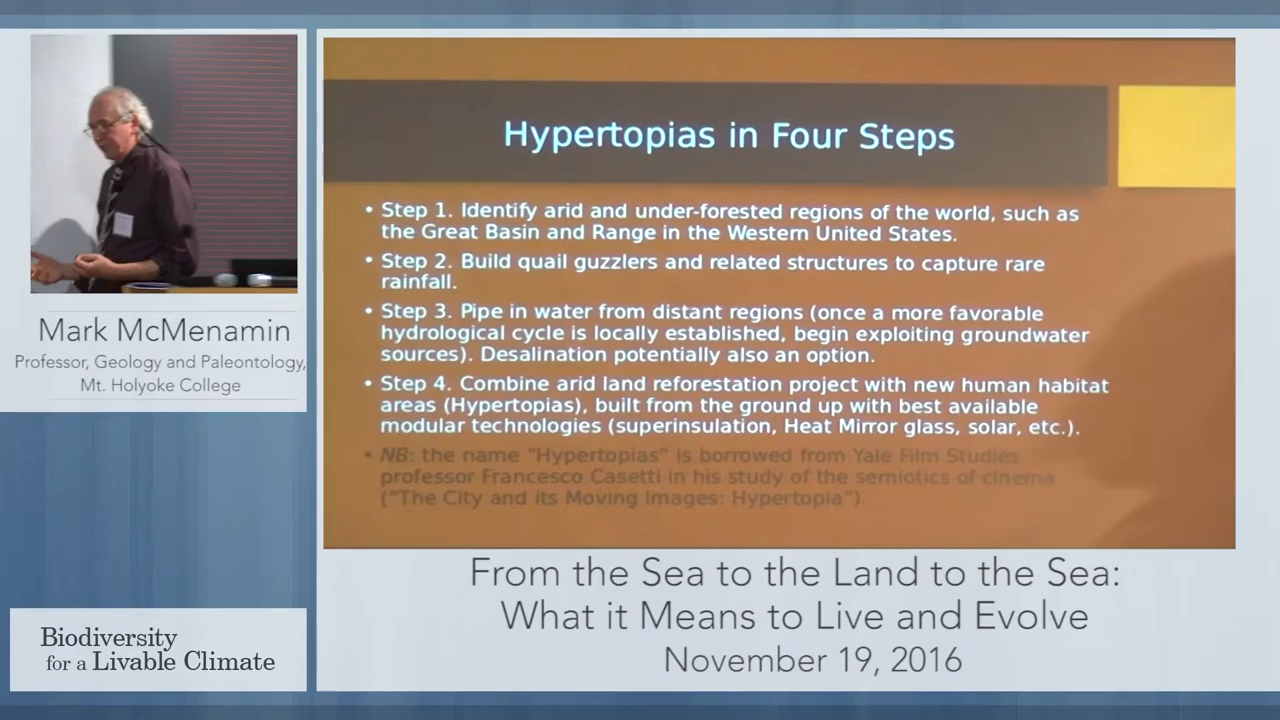 Mark McMenamin
Professor, Geology and Paleontology,
Mt. Holyoke College
Hypertopias in Four Steps
• Step 1. Identify arid and under-forested regions of the world, such as
the Great Basin and Range in the Western United States.
• Step 2. Build quail guzzlers and related structures to capture rare
rainfall.
• Step 3. Pipe in water from distant regions (once a more favorable
hydrological cycle is locally established, begin exploiting groundwater
sources). Desalination potentially also an option.
• Step 4. Combine arid land reforestation project with new human habitat
areas (Hypertopias), built from the ground up with best available
modular technologies (superinsulation, Heat Mirror glass, solar, etc.).
• NB: the name “Hypertopias” is borrowed from Yale Film Studies
professor Francesco Casetti in his study of the semiotics of cinema
(“The City and its Moving Images: Hypertopia”).
From the Sea to the Land to the Sea:
What it Means to Live and Evolve
November 19, 2016
Biodiversity
for a Livable Climate